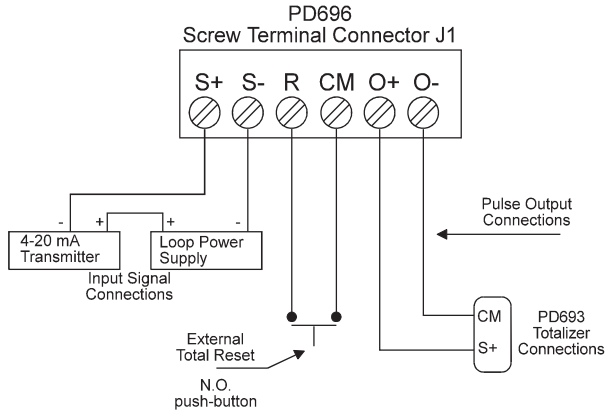 PD696
Screw Terminal Connector J1
S+ S- R CM O+ O-
Pulse Output
Connections
- + + -
4-20 mA
Transmitter
Loop Power
Supply
Input Signal
Connections
CM
S+
PD693
Totalizer
Connections
External
Total Reset
N.O.
push-button